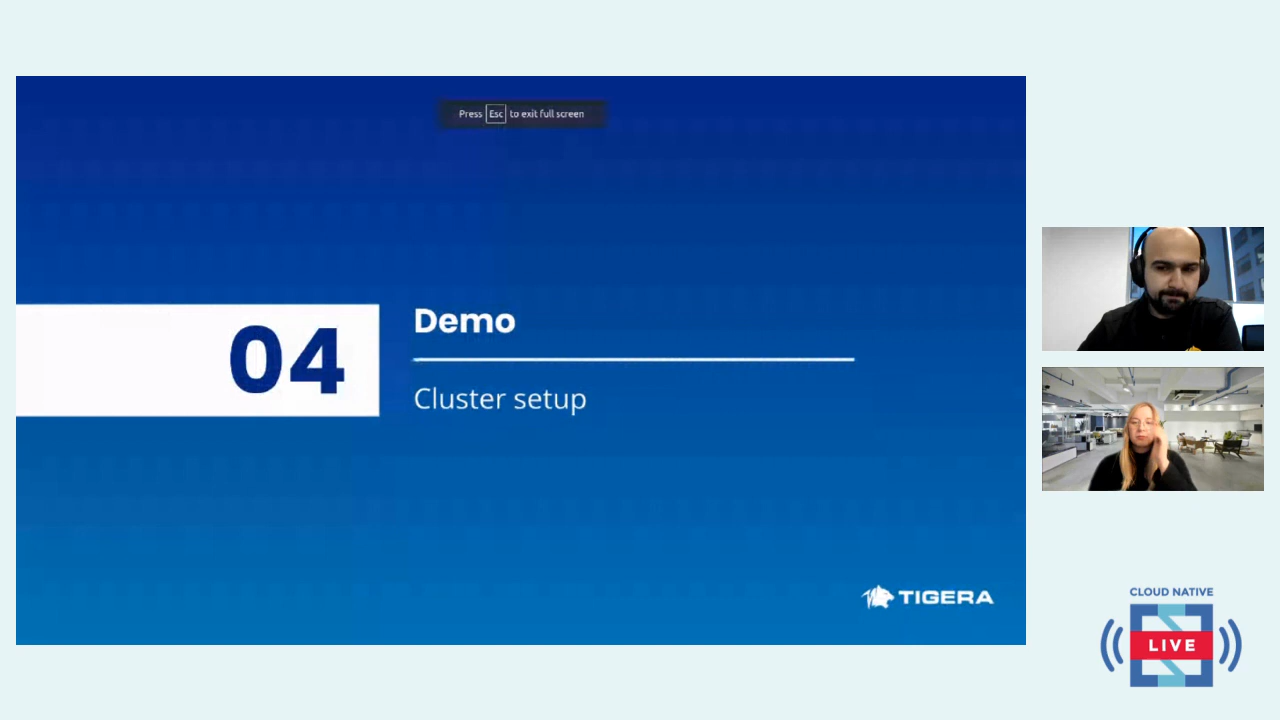 Press Esc to exit full screen
04
Demo
Cluster setup
TIGERA
CLOUD NATIVE
LIVE